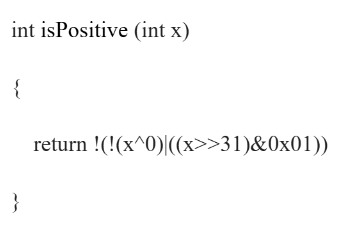 int isPositive (int x)
{
return !(!(x^0)|((x>>31)&0x01))
}